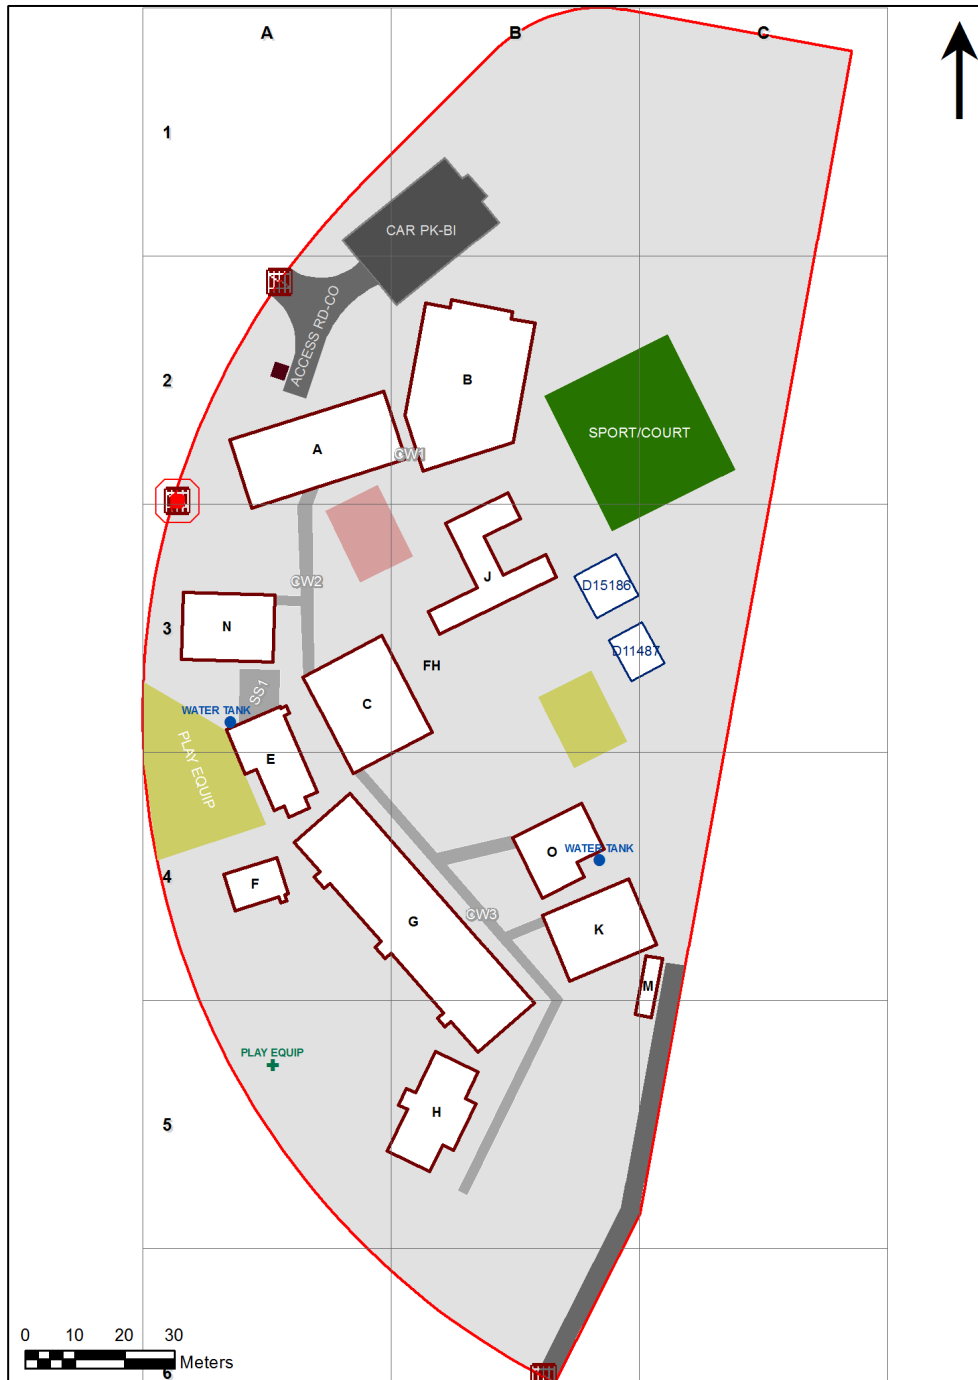 A
B
C
1
CAR PK-BI
ACCESS RD-CO
2
B
SPORT/COURT
A
CW1
J
CW2
D15186
3
N
D11487
FH
SS1
C
WATER TANK
PLAY EQUIP
E
O
WATER TANK
4
F
G
CW3
K
M
PLAY EQUIP
H
5
0 10 20 30
Meters
6